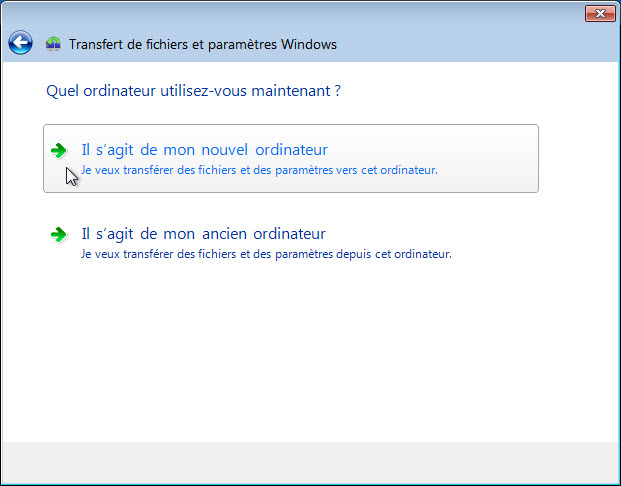 Transfert de fichiers et paramètres Windows
Quel ordinateur utilisez-vous maintenant ?
Il s'agit de mon nouvel ordinateur
Je veux transférer des fichiers et des paramètres vers cet ordinateur.
Il s'agit de mon ancien ordinateur
Je veux transférer des fichiers et des paramètres depuis cet ordinateur.